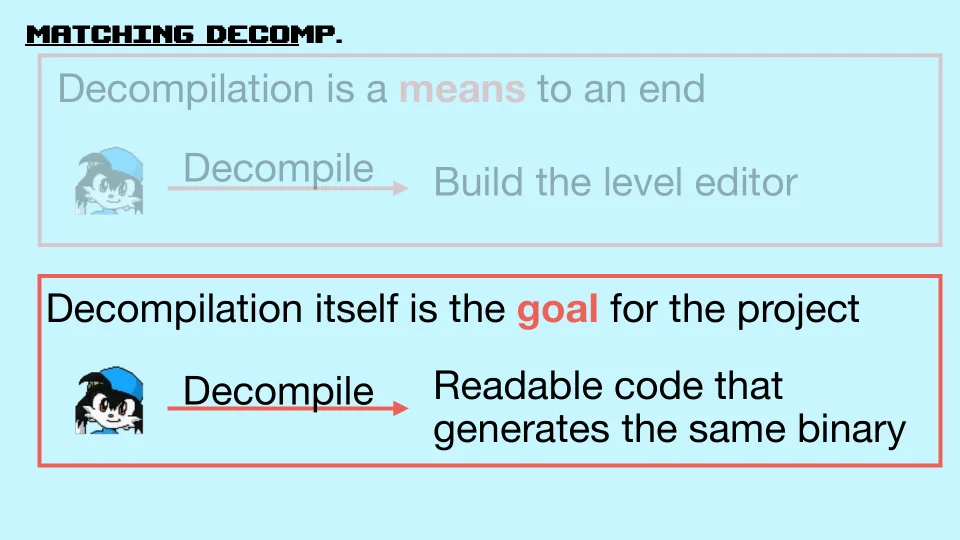 MATCHING DECOMP.
Decompilation is a means to an end
Decompile
Build the level editor
Decompilation itself is the goal for the project
Decompile
Readable code that
generates the same binary